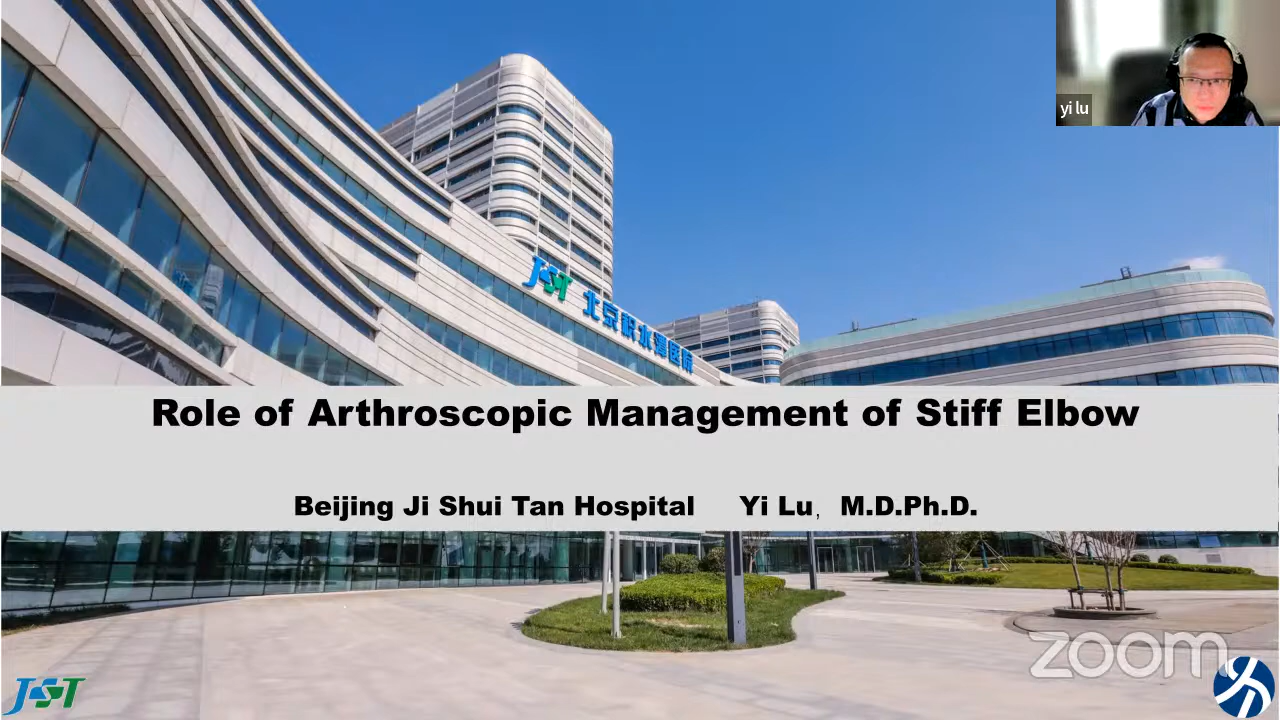 yi lu
JST 北京积水潭医院
Role of Arthroscopic Management of Stiff Elbow
Beijing Ji Shui Tan Hospital Yi Lu, M.D.Ph.D.
zoom
JST